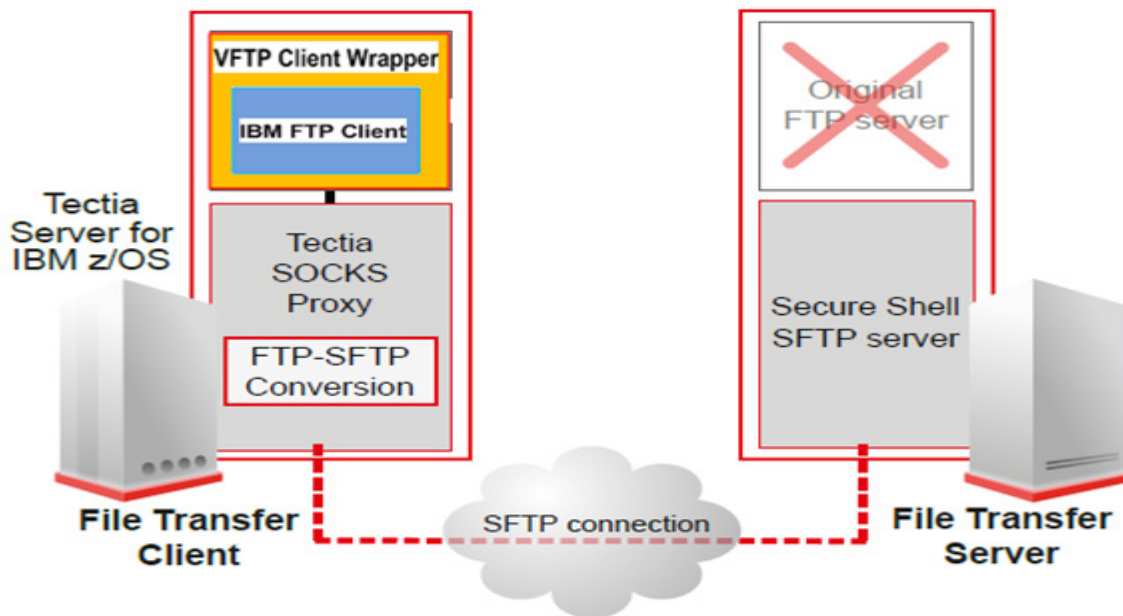 VFTP Client Wrapper
IBM FTP Client
Tectia
Server for
IBM z/OS
Tectia
SOCKS
Proxy
FTP-SFTP
Conversion
File Transfer
Client
SFTP connection
Original
FTP server
Secure Shell
SFTP server
File Transfer
Server